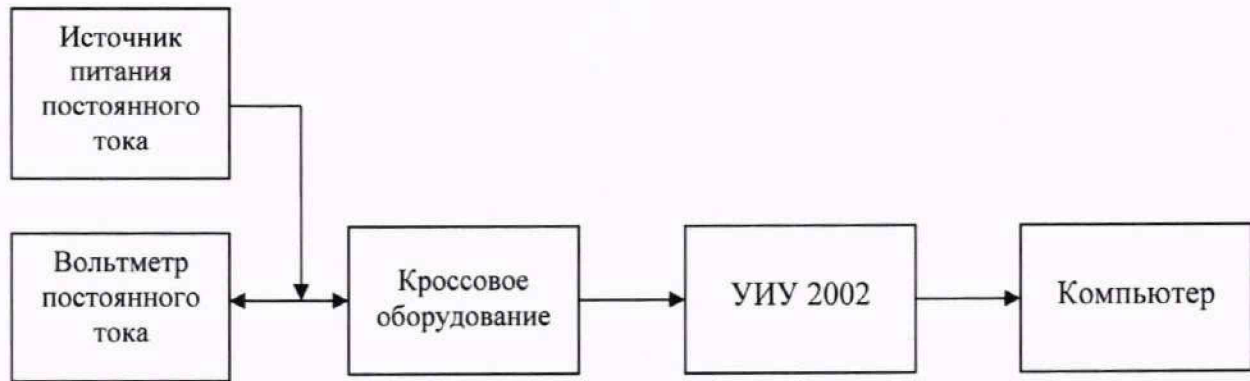 Источник
питания
постоянного
тока
Вольтметр
постоянного
тока
Кроссовое
оборудование
УИУ 2002
Компьютер